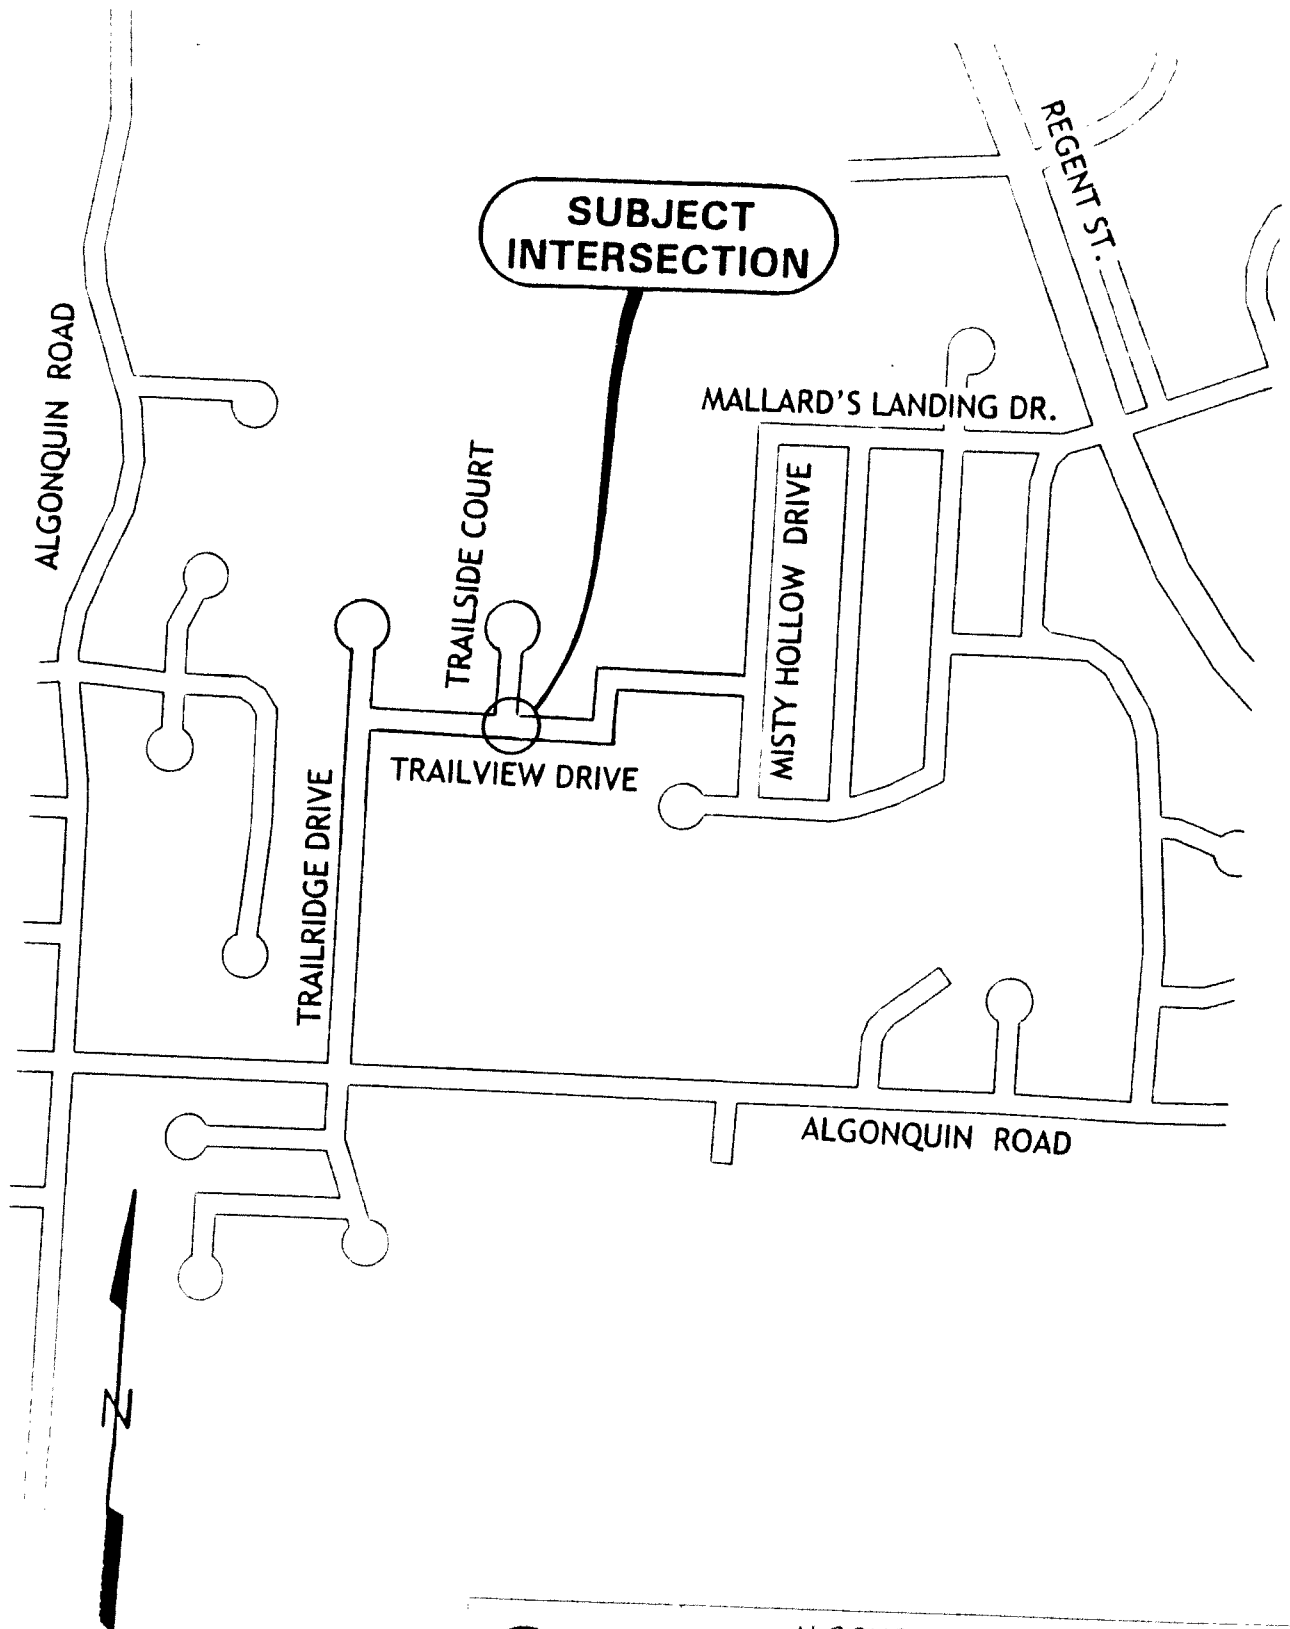 REGENT ST.
SUBJECT
INTERSECTION
ALGONQUIN ROAD
MALLARD'S LANDING DR.
TRAILSIDE COURT
MISTY HOLLOW DRIVE
TRAILVIEW DRIVE
TRAILRIDGE DRIVE
ALGONQUIN ROAD
N